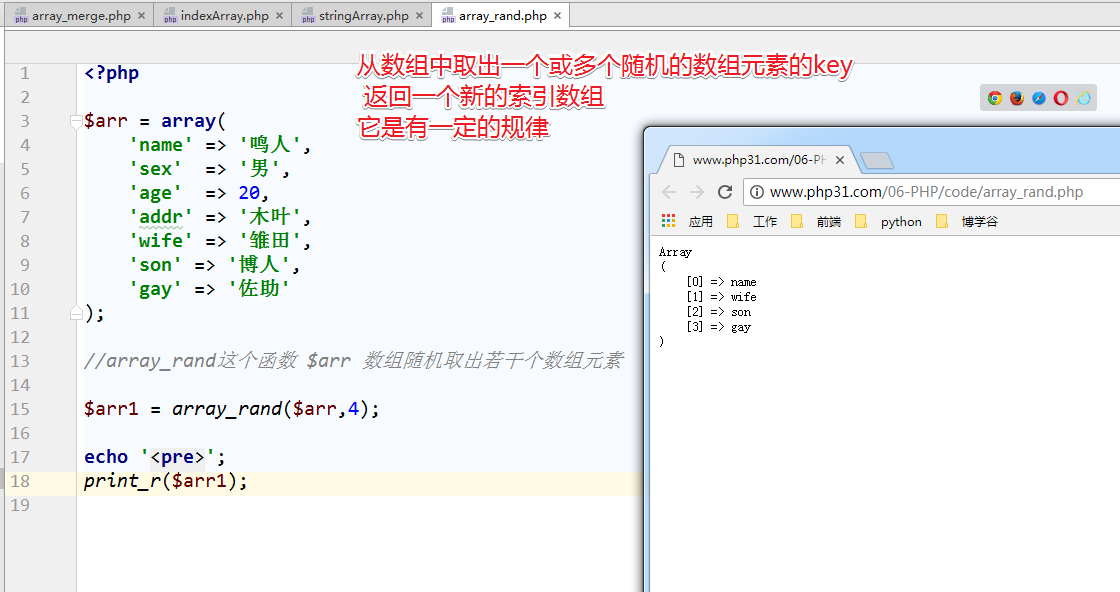 array_merge.php × indexArray.php × stringArray.php × array_rand.php ×
从数组中取出一个或多个随机的数组元素的key
返回一个新的索引数组
它是有一定的规律
1 <?php
2
3 $arr = array(
4 'name' => '鸣人',
5 'sex' => '男',
6 'age' => 20,
7 'addr' => '木叶',
8 'wife' => '雏田',
9 'son' => '博人',
10 'gay' => '佐助'
11 );
12
13 //array_rand这个函数 $arr 数组随机取出若干个数组元素
14
15 $arr1 = array_rand($arr,4);
16
17 echo '<pre>';
18 print_r($arr1);
19
www.php31.com/06-PH ×
www.php31.com/06-PHP/code/array_rand.php
应用 工作 前端 python 博学谷
Array
(
[0] => name
[1] => wife
[2] => son
[3] => gay
)